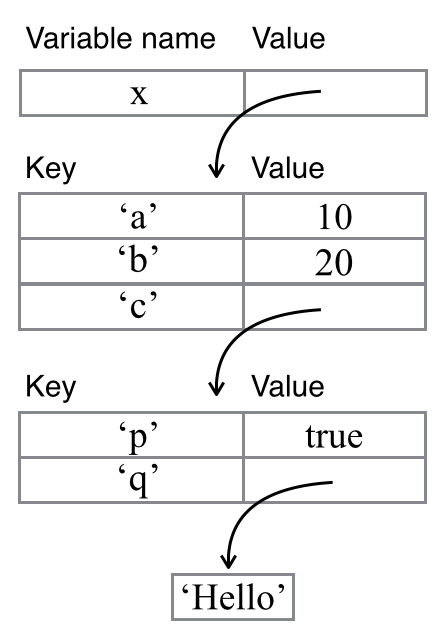 Variable name Value
x
Key Value
‘a’ 10
‘b’ 20
‘c’
Key Value
‘p’ true
‘q’
‘Hello’